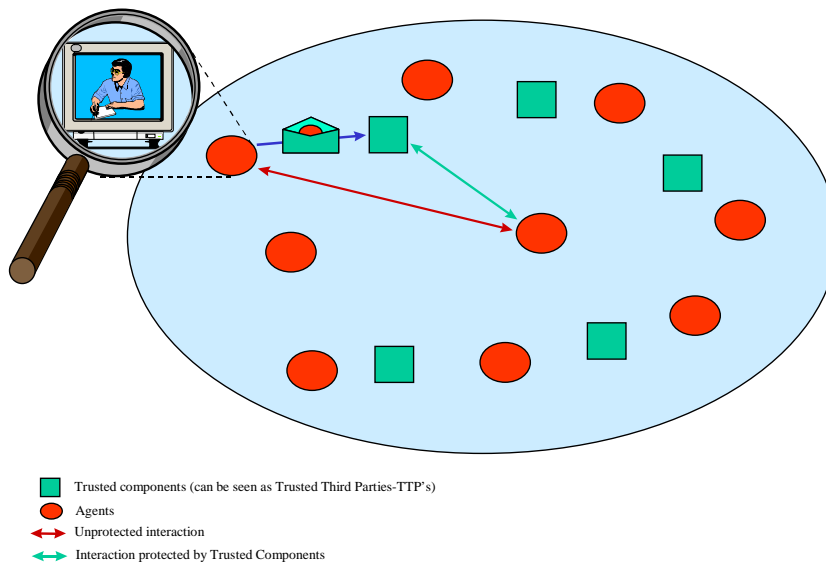 Trusted components (can be seen as Trusted Third Parties-TTP's)
Agents
Unprotected interaction
Interaction protected by Trusted Components